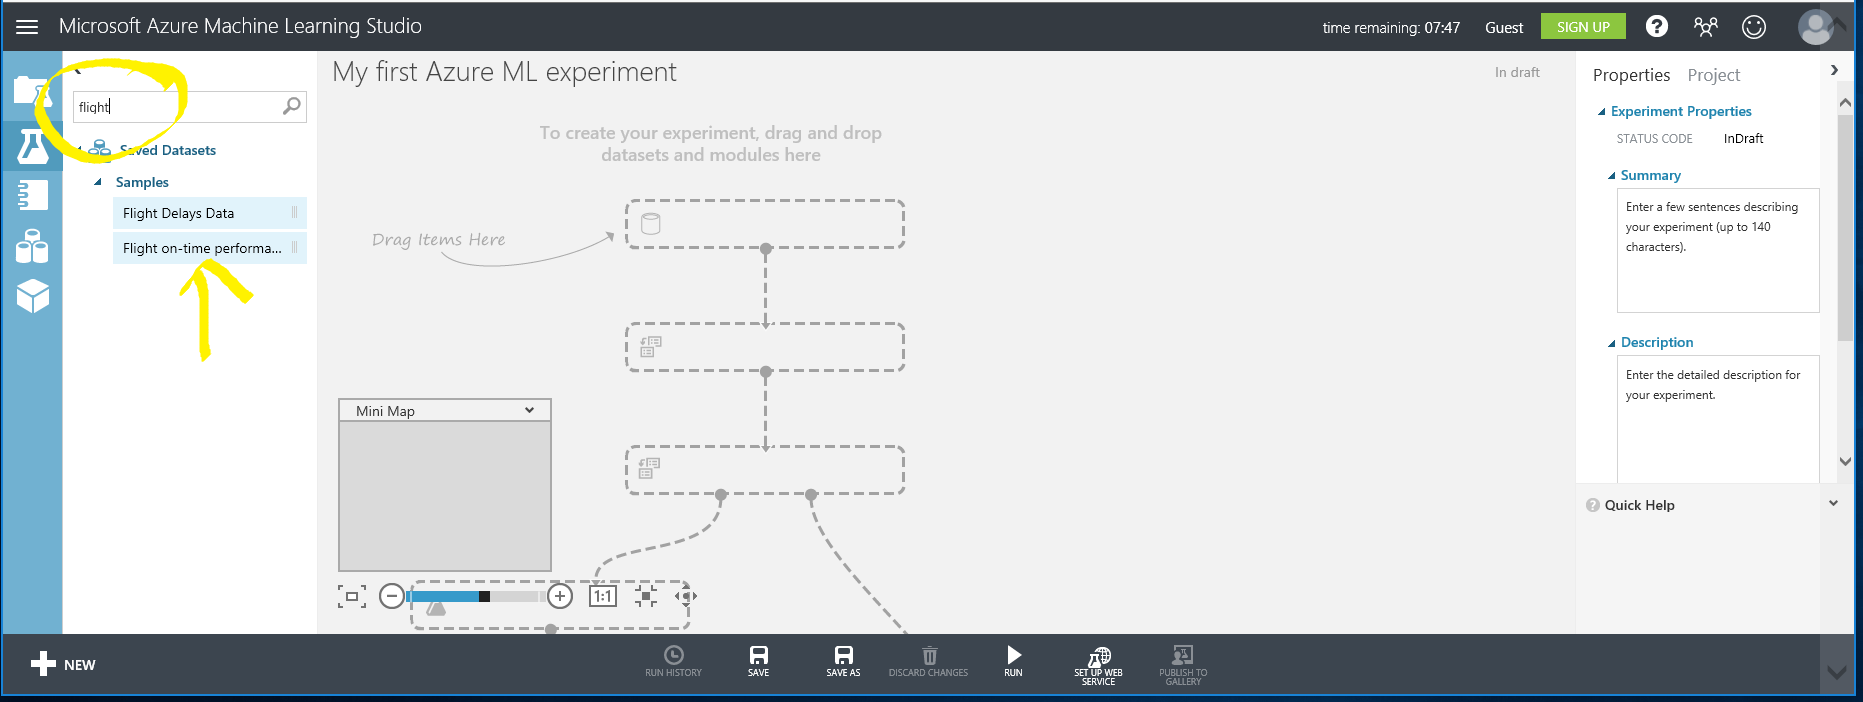 Microsoft Azure Machine Learning Studio
time remaining: 07:47
Guest
SIGN UP
flight
Saved Datasets
Samples
Flight Delays Data
Flight on-time performa...
My first Azure ML experiment
In draft
To create your experiment, drag and drop
datasets and modules here
Drag Items Here
Mini Map
1:1
Properties
Project
Experiment Properties
STATUS CODE
InDraft
Summary
Enter a few sentences describing
your experiment (up to 140
characters).
Description
Enter the detailed description for
your experiment.
Quick Help
NEW
RUN HISTORY
SAVE
SAVE AS
DISCARD CHANGES
RUN
SET UP WEB
SERVICE
PUBLISH TO
GALLERY